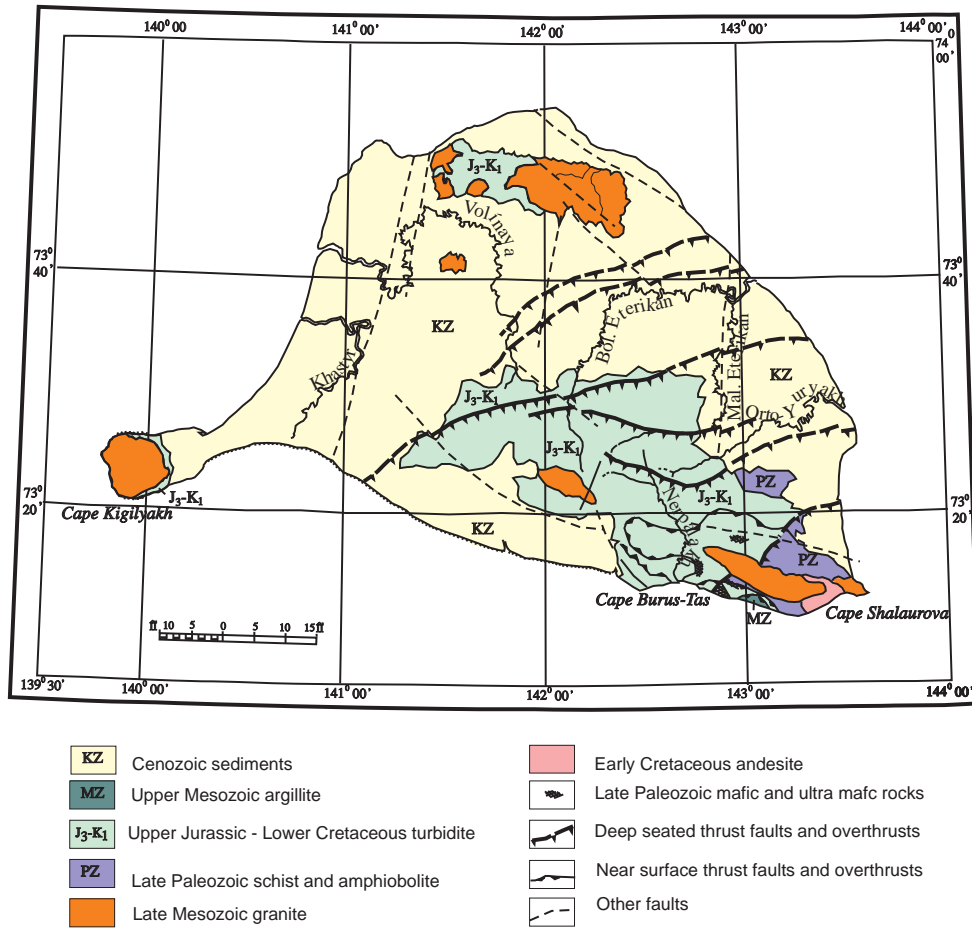 140° 00'
141° 00'
142° 00'
143° 00'
144° 00'
74° 00'
J₃-K₁
Vol'naya
73° 40'
73° 40'
KZ
Bol. Eterikan
Mal. Eterikan
Khastyr
KZ
J₃-K₁
Orto-Yuryakh
J₃-K₁
PZ
J₃-K₁
J₃-K₁
73° 20'
Cape Kigilyakh
73° 20'
KZ
PZ
Cape Burus-Tas
MZ
Cape Shalaurova
ft 10 5 0 5 10 15ft
139° 30'
140° 00'
141° 00'
142° 00'
143° 00'
144° 00'
KZ Cenozoic sediments
MZ Upper Mesozoic argillite
J₃-K₁ Upper Jurassic - Lower Cretaceous turbidite
PZ Late Paleozoic schist and amphiobolite
Late Mesozoic granite
Early Cretaceous andesite
Late Paleozoic mafic and ultra mafc rocks
Deep seated thrust faults and overthrusts
Near surface thrust faults and overthrusts
Other faults